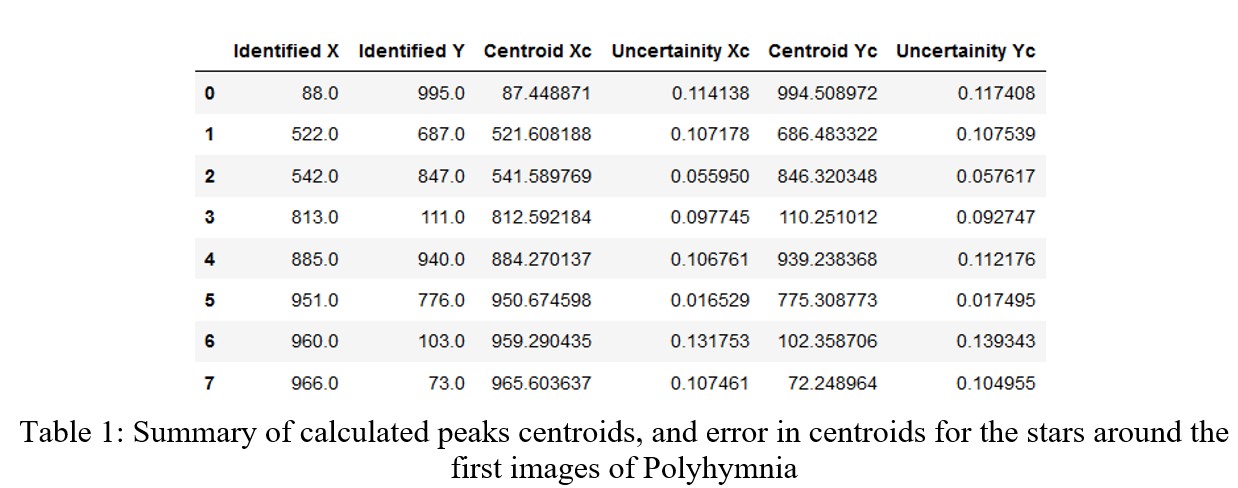 Identified X Identified Y Centroid Xc Uncertainity Xc Centroid Yc Uncertainity Yc
0 88.0 995.0 87.448871 0.114138 994.508972 0.117408
1 522.0 687.0 521.608188 0.107178 686.483322 0.107539
2 542.0 847.0 541.589769 0.055950 846.320348 0.057617
3 813.0 111.0 812.592184 0.097745 110.251012 0.092747
4 885.0 940.0 884.270137 0.106761 939.238368 0.112176
5 951.0 776.0 950.674598 0.016529 775.308773 0.017495
6 960.0 103.0 959.290435 0.131753 102.358706 0.139343
7 966.0 73.0 965.603637 0.107461 72.248964 0.104955
Table 1: Summary of calculated peaks centroids, and error in centroids for the stars around the
first images of Polyhymnia